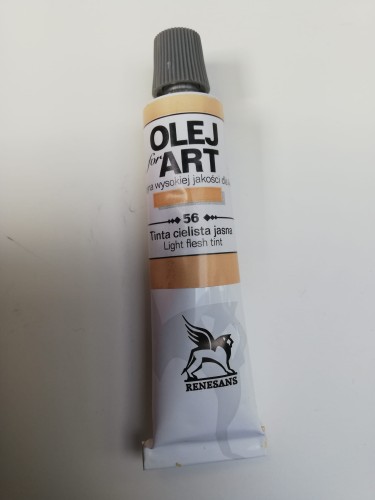 OLEJ
for ART
wysokiej jakości
56
Tinta cielista jasna
Light flesh tint
RENESANS